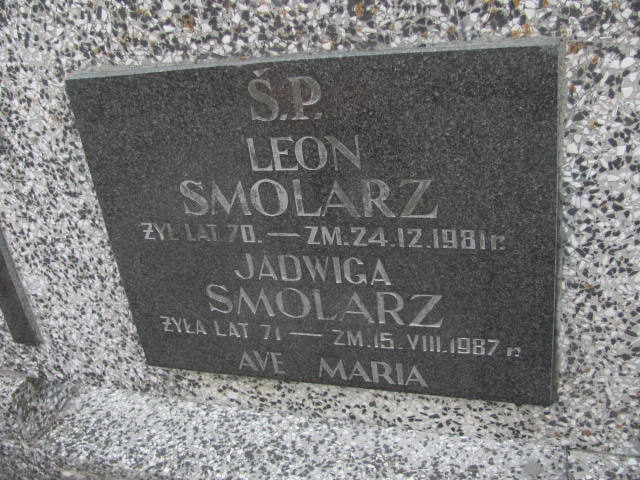 Ś.P.
LEON
SMOLARZ
ŻYŁ LAT 70. — ZM. 24.12.1981 r.
JADWIGA
SMOLARZ
ŻYŁA LAT 71 — ZM. 15.VIII.1987 r.
AVE MARIA